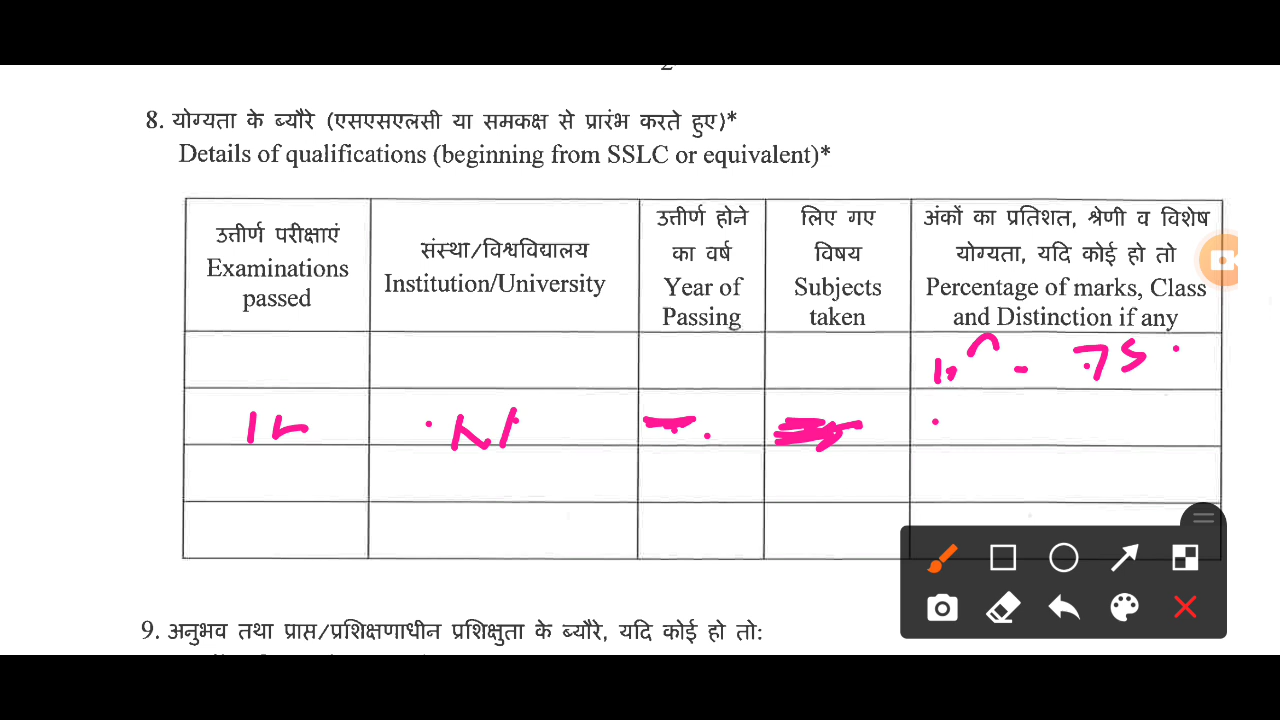 8. योग्यता के ब्यौरे (एसएसएलसी या समकक्ष से प्रारंभ करते हुए)*
Details of qualifications (beginning from SSLC or equivalent)*
उत्तीर्ण परीक्षाएं
Examinations
passed
संस्था/विश्वविद्यालय
Institution/University
उत्तीर्ण होने
का वर्ष
Year of
Passing
लिए गए
विषय
Subjects
taken
अंकों का प्रतिशत, श्रेणी व विशेष
योग्यता, यदि कोई हो तो
Percentage of marks, Class
and Distinction if any
75
9. अनुभव तथा प्राप्त/प्रशिक्षणाधीन प्रशिक्षुता के ब्यौरे, यदि कोई हो तो: